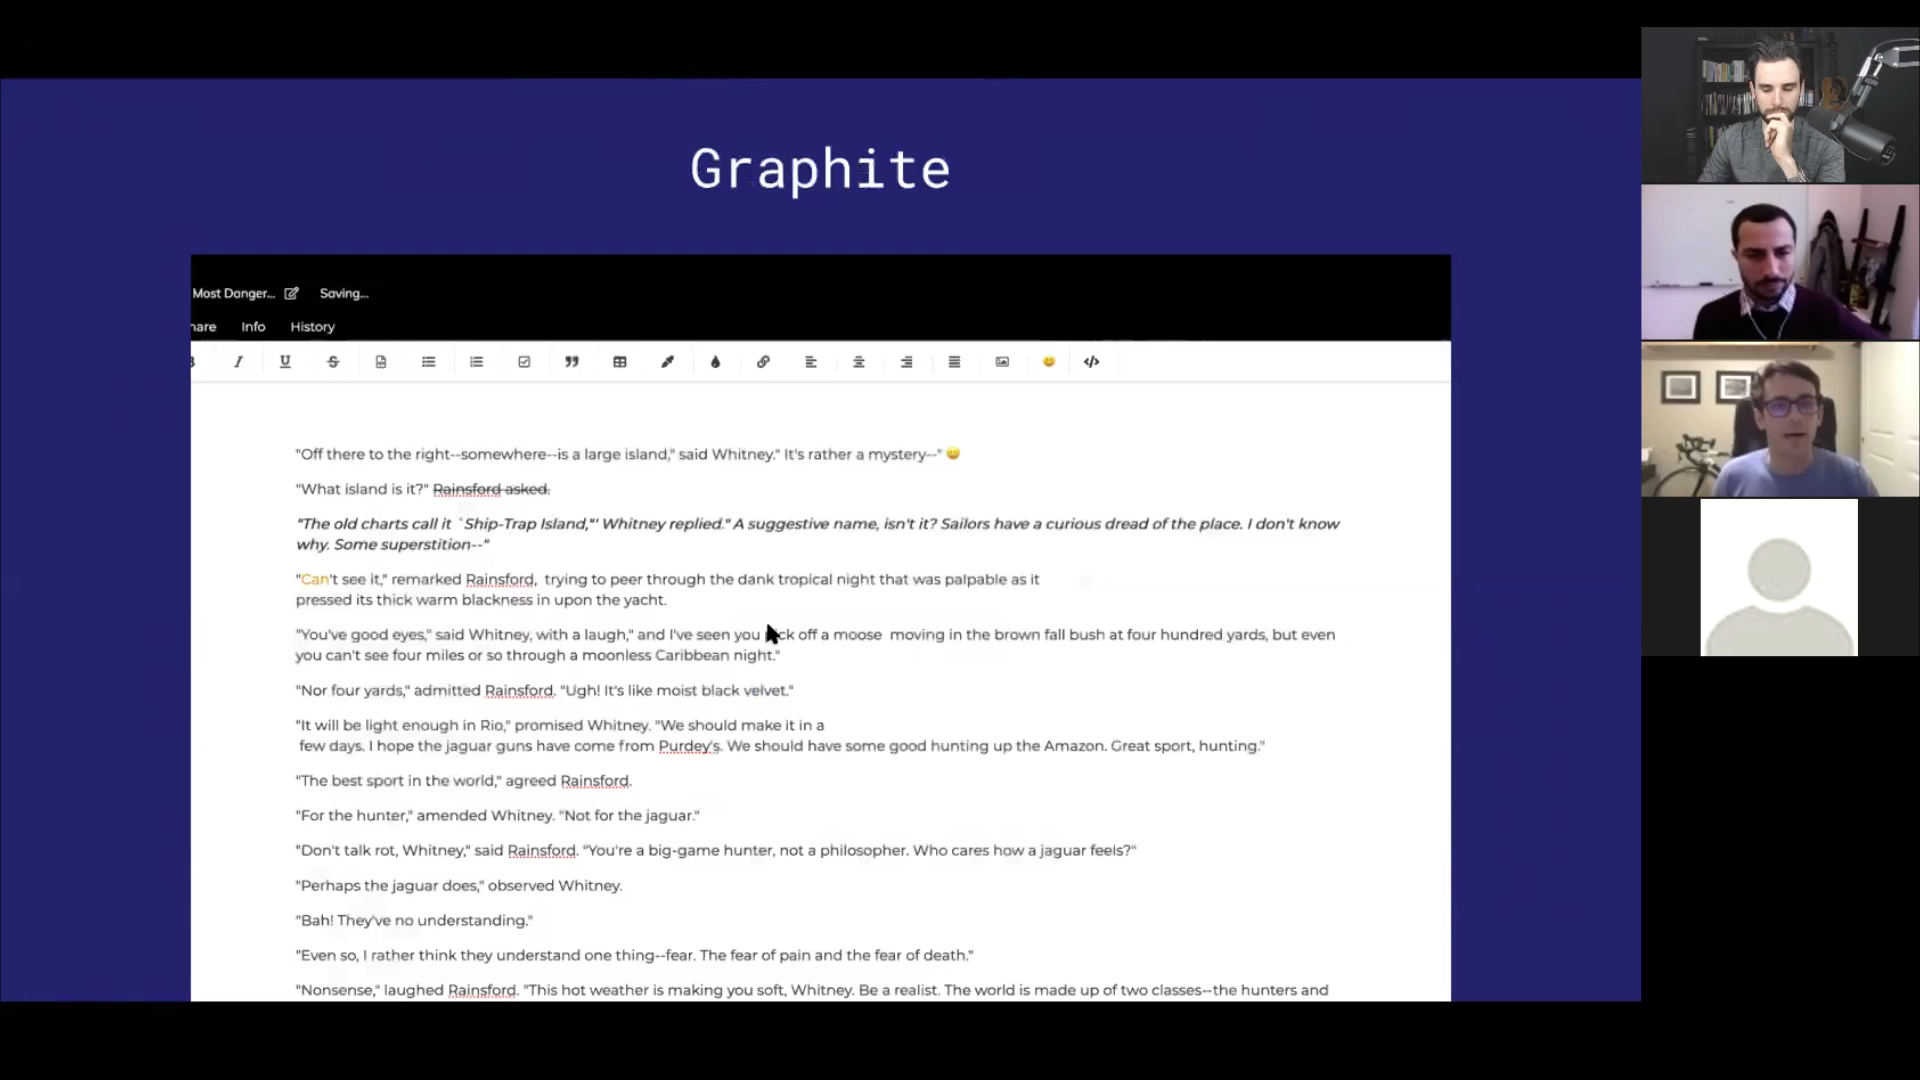 Graphite
Most Danger... Saving...
hare Info History
"Off there to the right--somewhere--is a large island," said Whitney." It's rather a mystery--" 😀
"What island is it?" Rainsford asked.
"The old charts call it `Ship-Trap Island,"' Whitney replied." A suggestive name, isn't it? Sailors have a curious dread of the place. I don't know
why. Some superstition--"
"Can't see it," remarked Rainsford, trying to peer through the dank tropical night that was palpable as it
pressed its thick warm blackness in upon the yacht.
"You've good eyes," said Whitney, with a laugh," and I've seen you pick off a moose moving in the brown fall bush at four hundred yards, but even
you can't see four miles or so through a moonless Caribbean night."
"Nor four yards," admitted Rainsford. "Ugh! It's like moist black velvet."
"It will be light enough in Rio," promised Whitney. "We should make it in a
few days. I hope the jaguar guns have come from Purdey's. We should have some good hunting up the Amazon. Great sport, hunting."
"The best sport in the world," agreed Rainsford.
"For the hunter," amended Whitney. "Not for the jaguar."
"Don't talk rot, Whitney," said Rainsford. "You're a big-game hunter, not a philosopher. Who cares how a jaguar feels?"
"Perhaps the jaguar does," observed Whitney.
"Bah! They've no understanding."
"Even so, I rather think they understand one thing--fear. The fear of pain and the fear of death."
"Nonsense," laughed Rainsford. "This hot weather is making you soft, Whitney. Be a realist. The world is made up of two classes--the hunters and